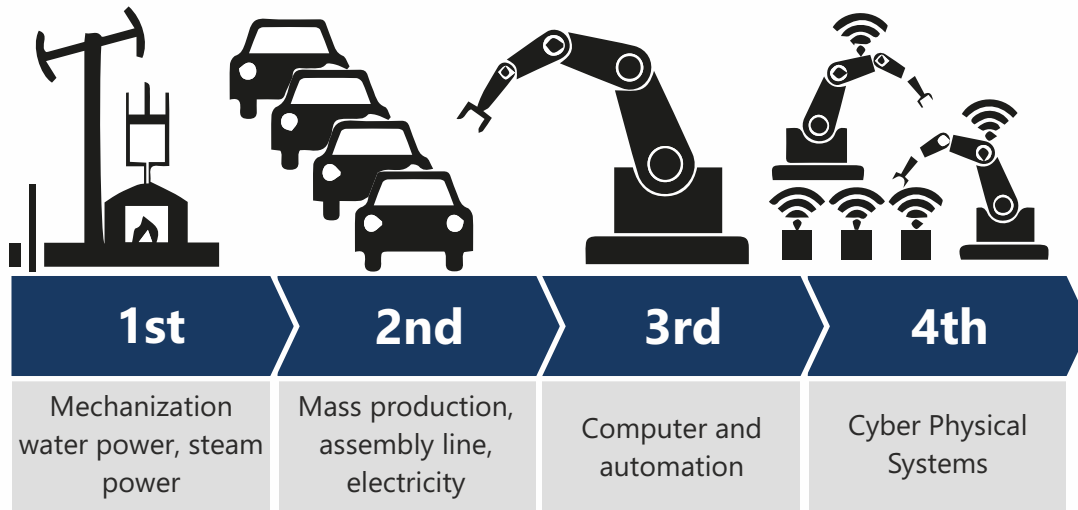 1st
2nd
3rd
4th
Mechanization
water power, steam
power
Mass production,
assembly line,
electricity
Computer and
automation
Cyber Physical
Systems